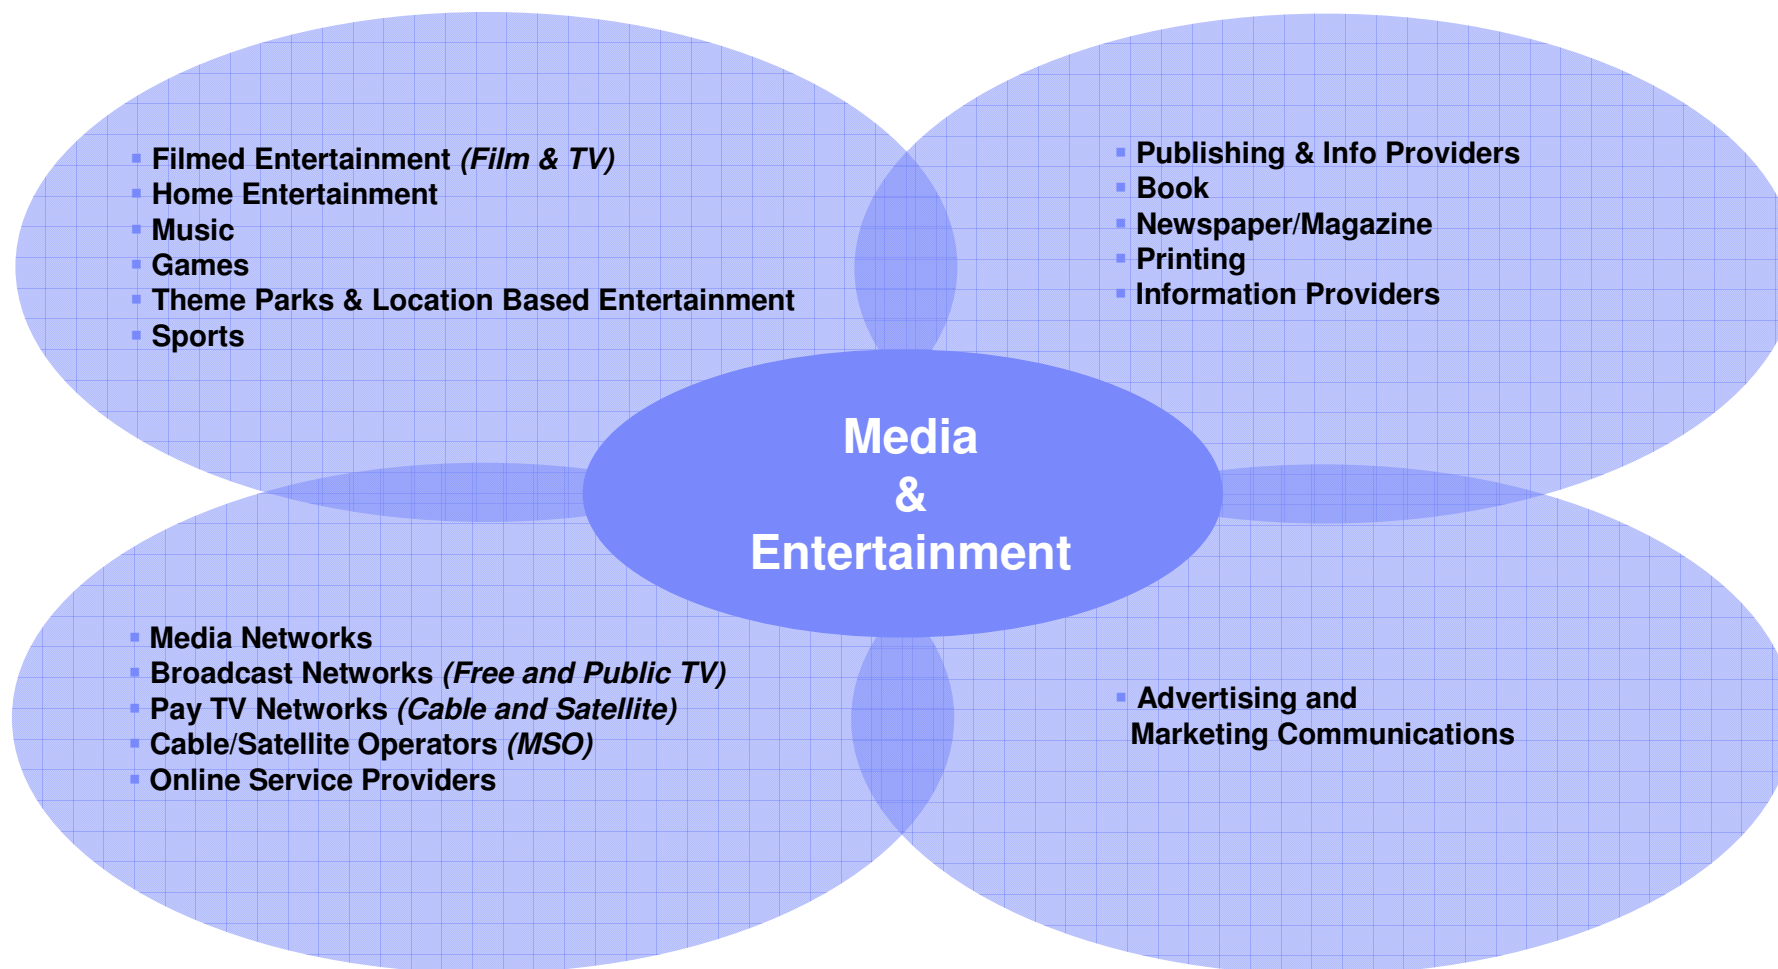 Filmed Entertainment (Film & TV)
Home Entertainment
Music
Games
Theme Parks & Location Based Entertainment
Sports
Publishing & Info Providers
Book
Newspaper/Magazine
Printing
Information Providers
Media
&
Entertainment
Media Networks
Broadcast Networks (Free and Public TV)
Pay TV Networks (Cable and Satellite)
Cable/Satellite Operators (MSO)
Online Service Providers
Advertising and
Marketing Communications